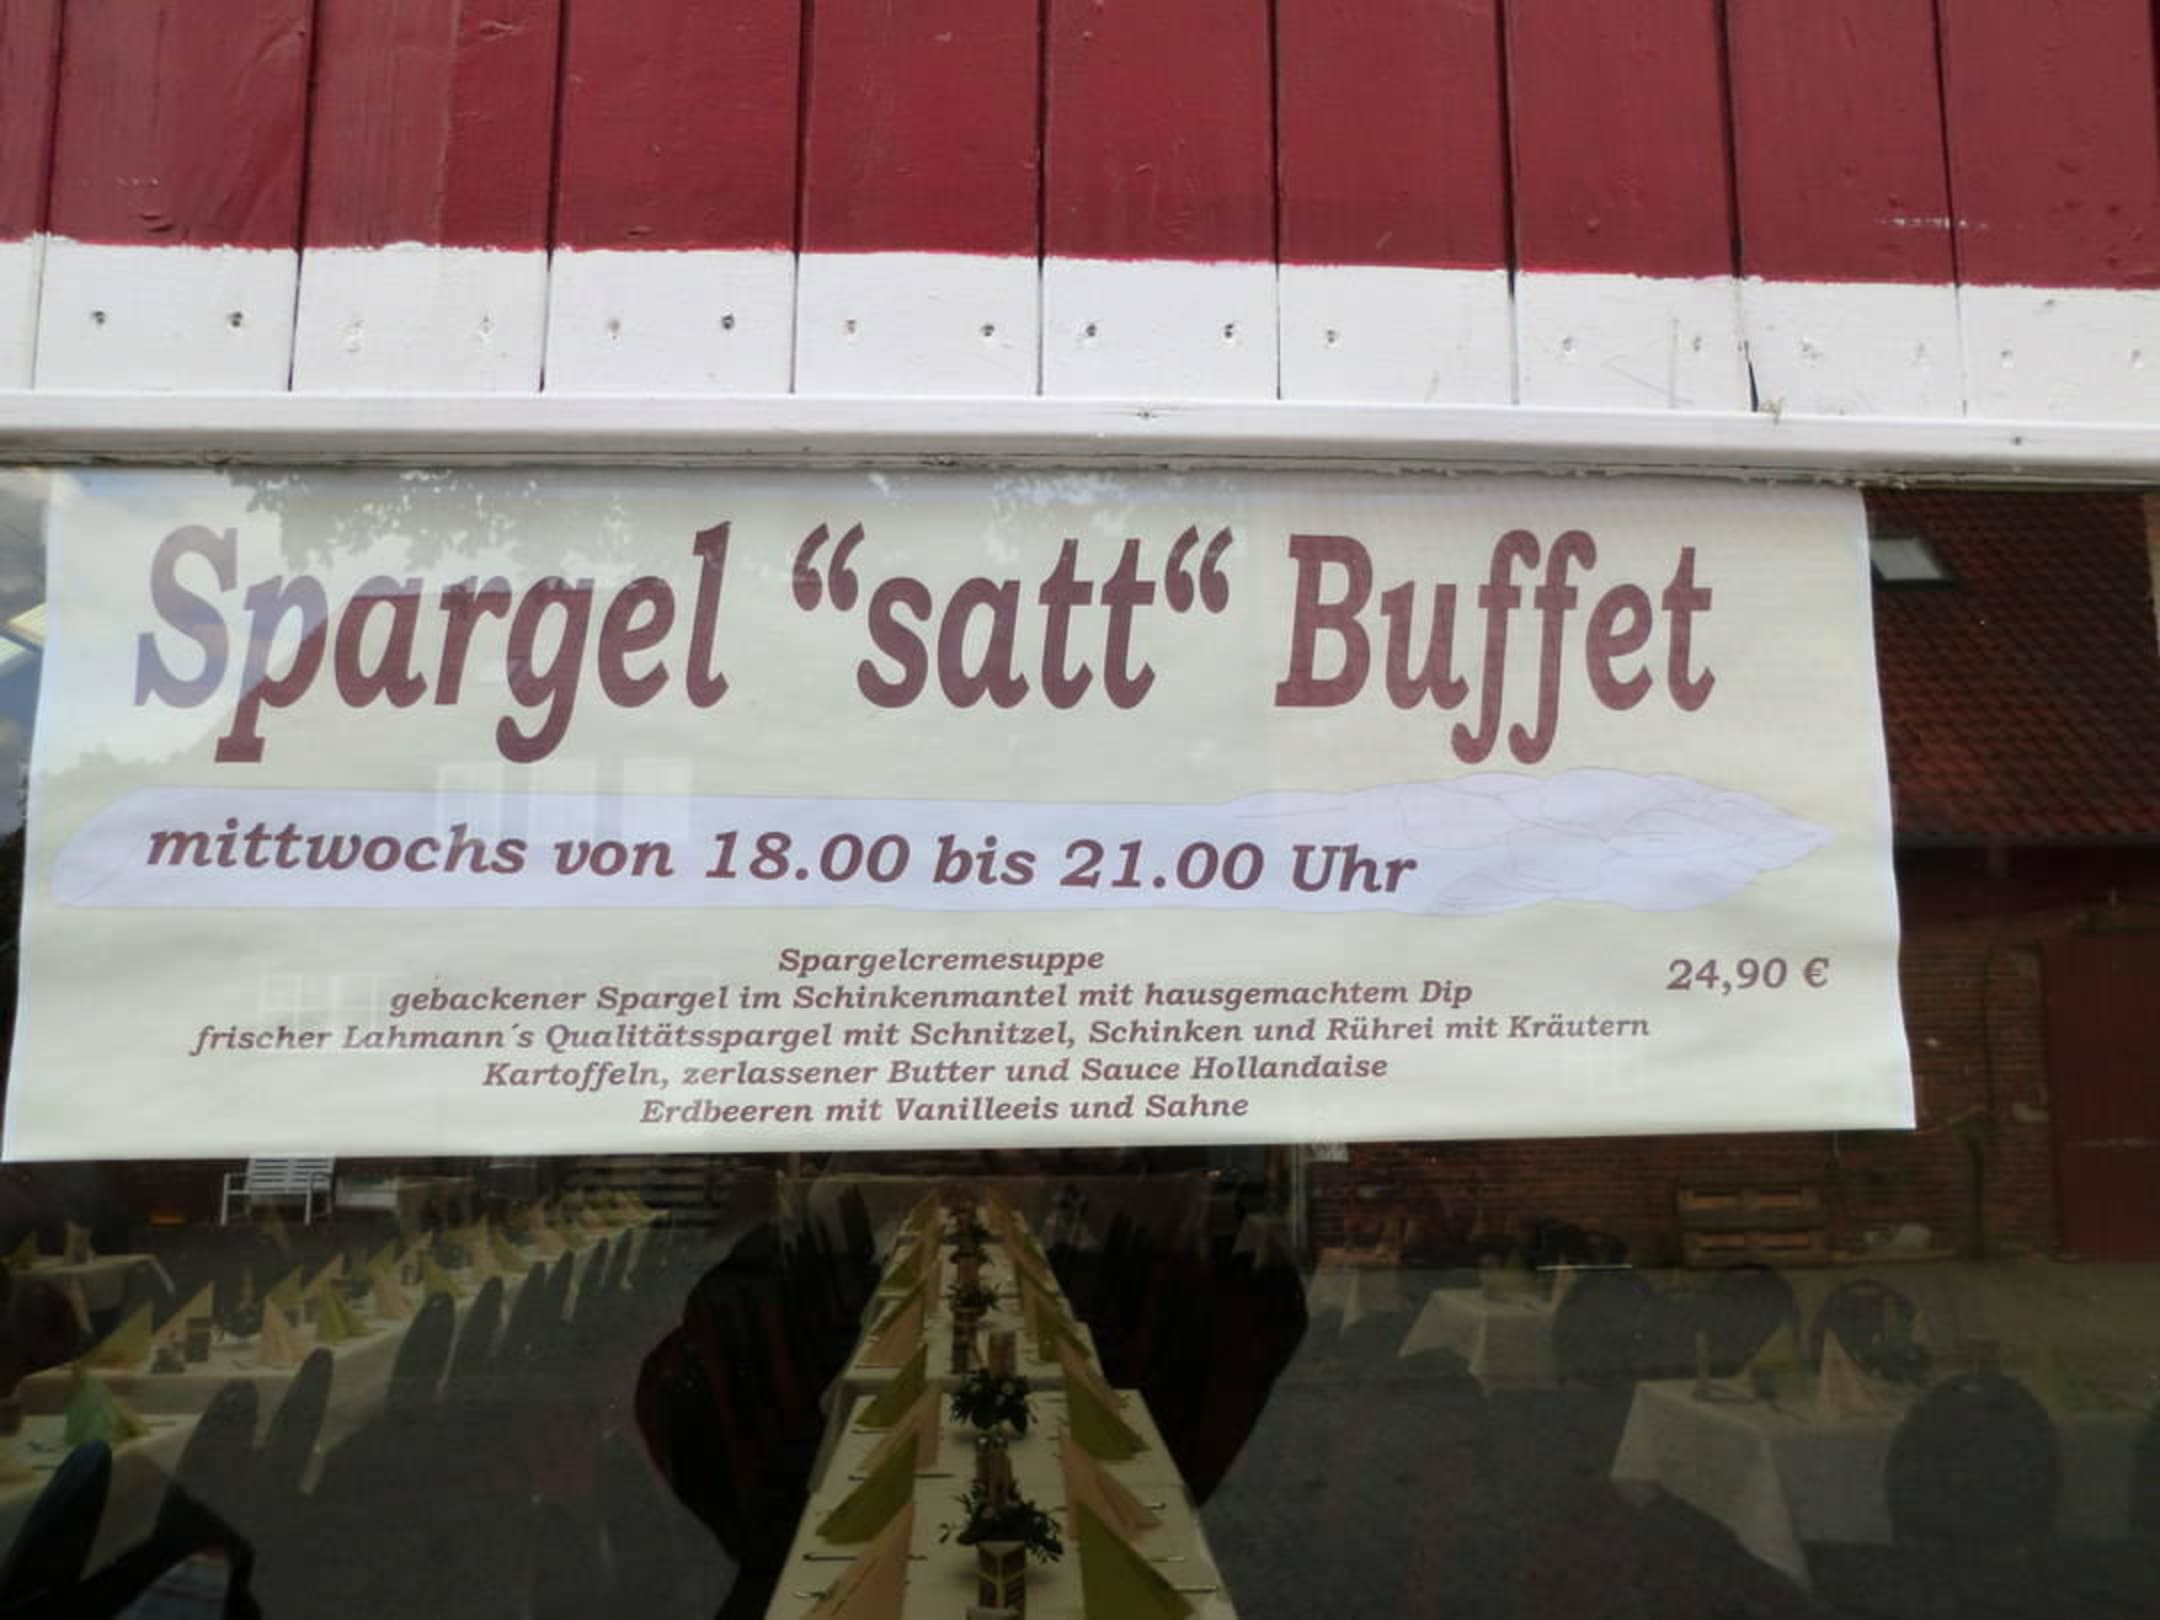 Spargel “satt“ Buffet
mittwochs von 18.00 bis 21.00 Uhr
Spargelcremesuppe
24,90 €
gebackener Spargel im Schinkenmantel mit hausgemachtem Dip
frischer Lahmann´s Qualitätsspargel mit Schnitzel, Schinken und Rührei mit Kräutern
Kartoffeln, zerlassener Butter und Sauce Hollandaise
Erdbeeren mit Vanilleeis und Sahne